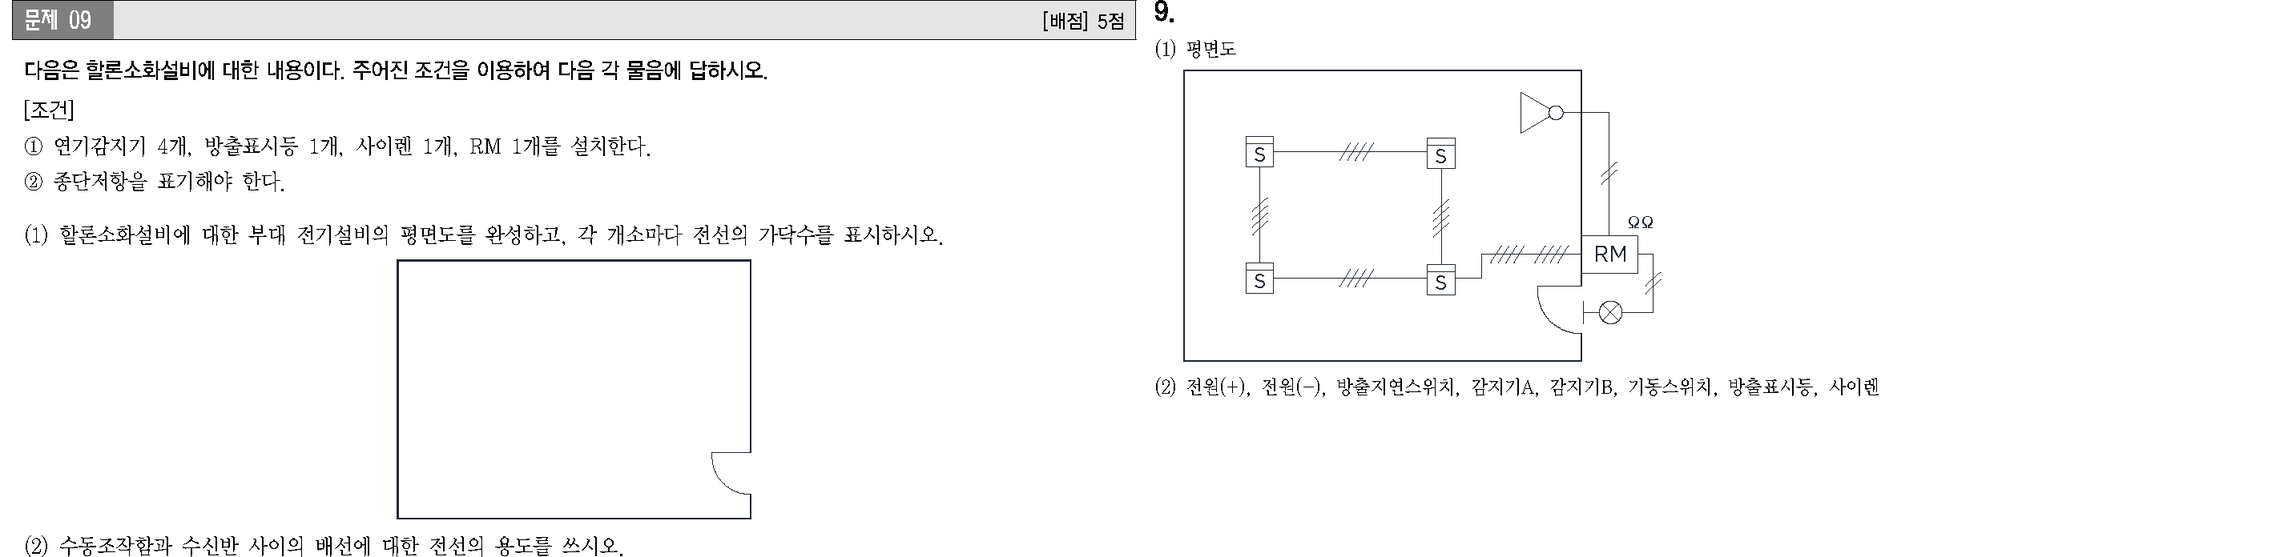 문제 09
[배점] 5점
다음은 할론소화설비에 대한 내용이다. 주어진 조건을 이용하여 다음 각 물음에 답하시오.
[조건]
① 연기감지기 4개, 방출표시등 1개, 사이렌 1개, RM 1개를 설치한다.
② 종단저항을 표기해야 한다.
(1) 할론소화설비에 대한 부대 전기설비의 평면도를 완성하고, 각 개소마다 전선의 가닥수를 표시하시오.
(2) 수동조작함과 수신반 사이의 배선에 대한 전선의 용도를 쓰시오.
9.
(1) 평면도
S
S
ΩΩ
RM
S
S
(2) 전원(+), 전원(−), 방출지연스위치, 감지기A, 감지기B, 기동스위치, 방출표시등, 사이렌